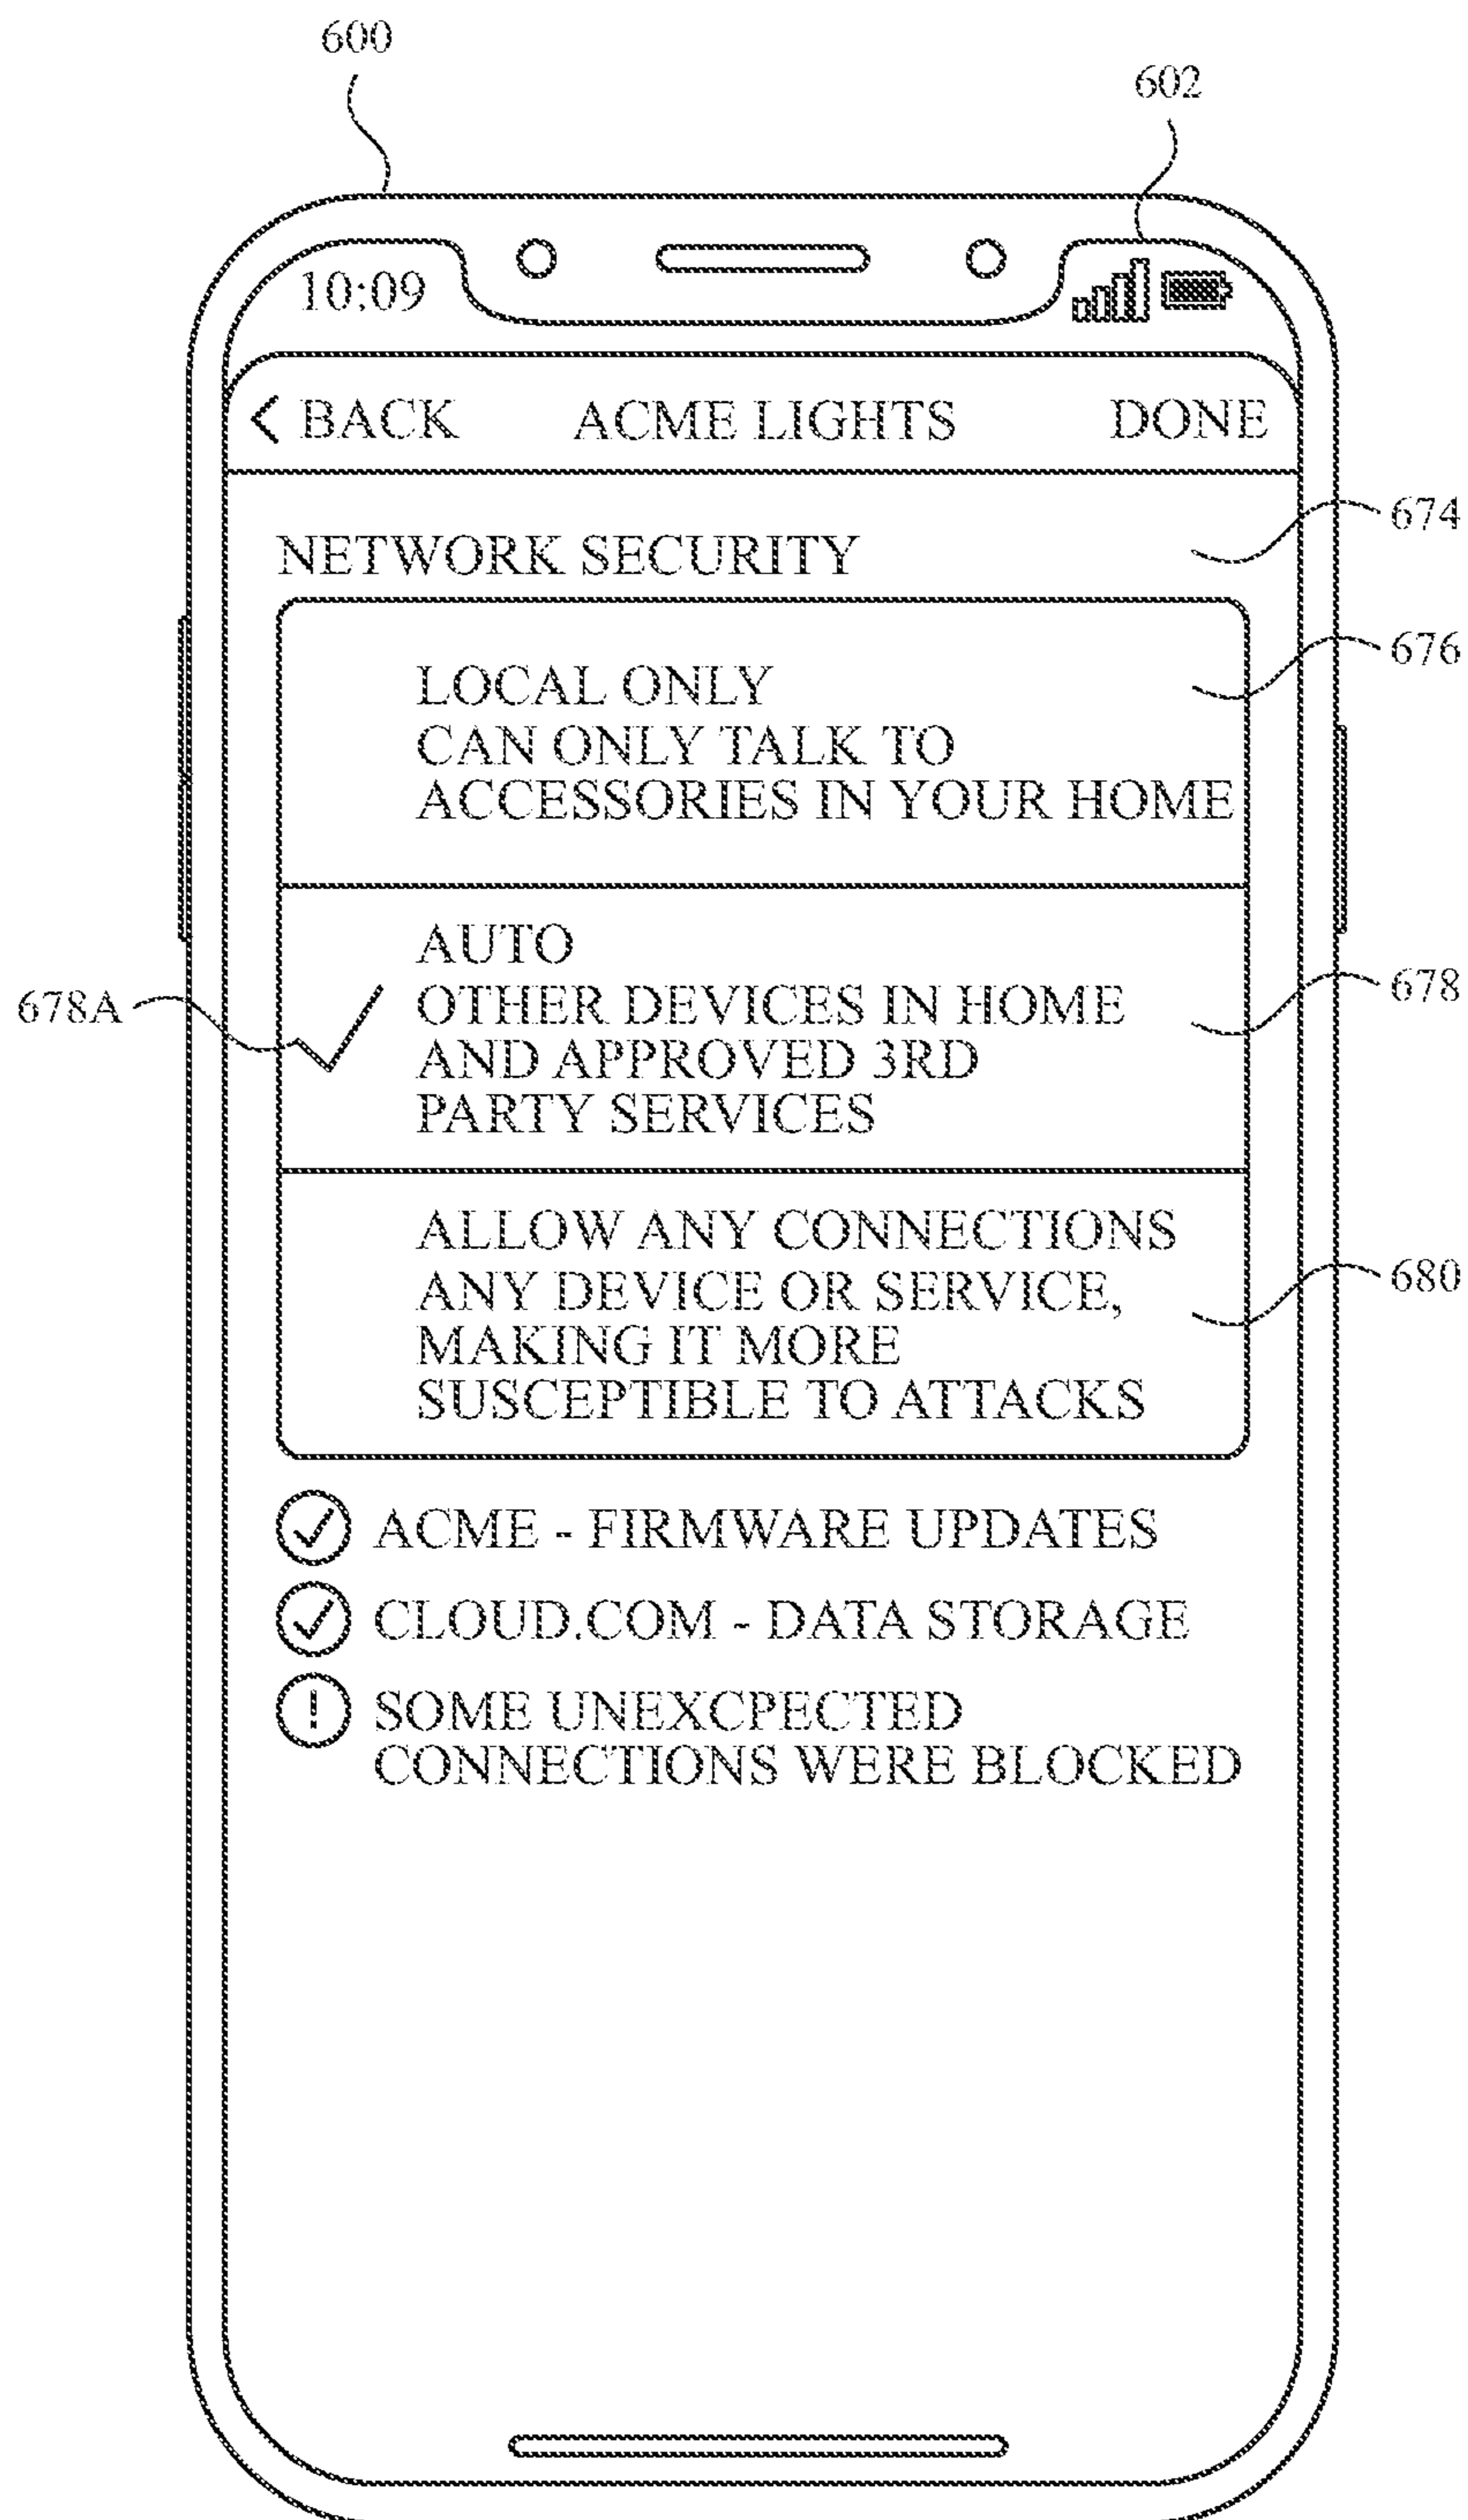 600
602
10:09
< BACK ACME LIGHTS DONE
674
NETWORK SECURITY
676
LOCAL ONLY
CAN ONLY TALK TO
ACCESSORIES IN YOUR HOME
AUTO
678
678A
OTHER DEVICES IN HOME
AND APPROVED 3RD
PARTY SERVICES
ALLOW ANY CONNECTIONS
680
ANY DEVICE OR SERVICE,
MAKING IT MORE
SUSCEPTIBLE TO ATTACKS
ACME - FIRMWARE UPDATES
CLOUD.COM - DATA STORAGE
! SOME UNEXCPECTED
CONNECTIONS WERE BLOCKED